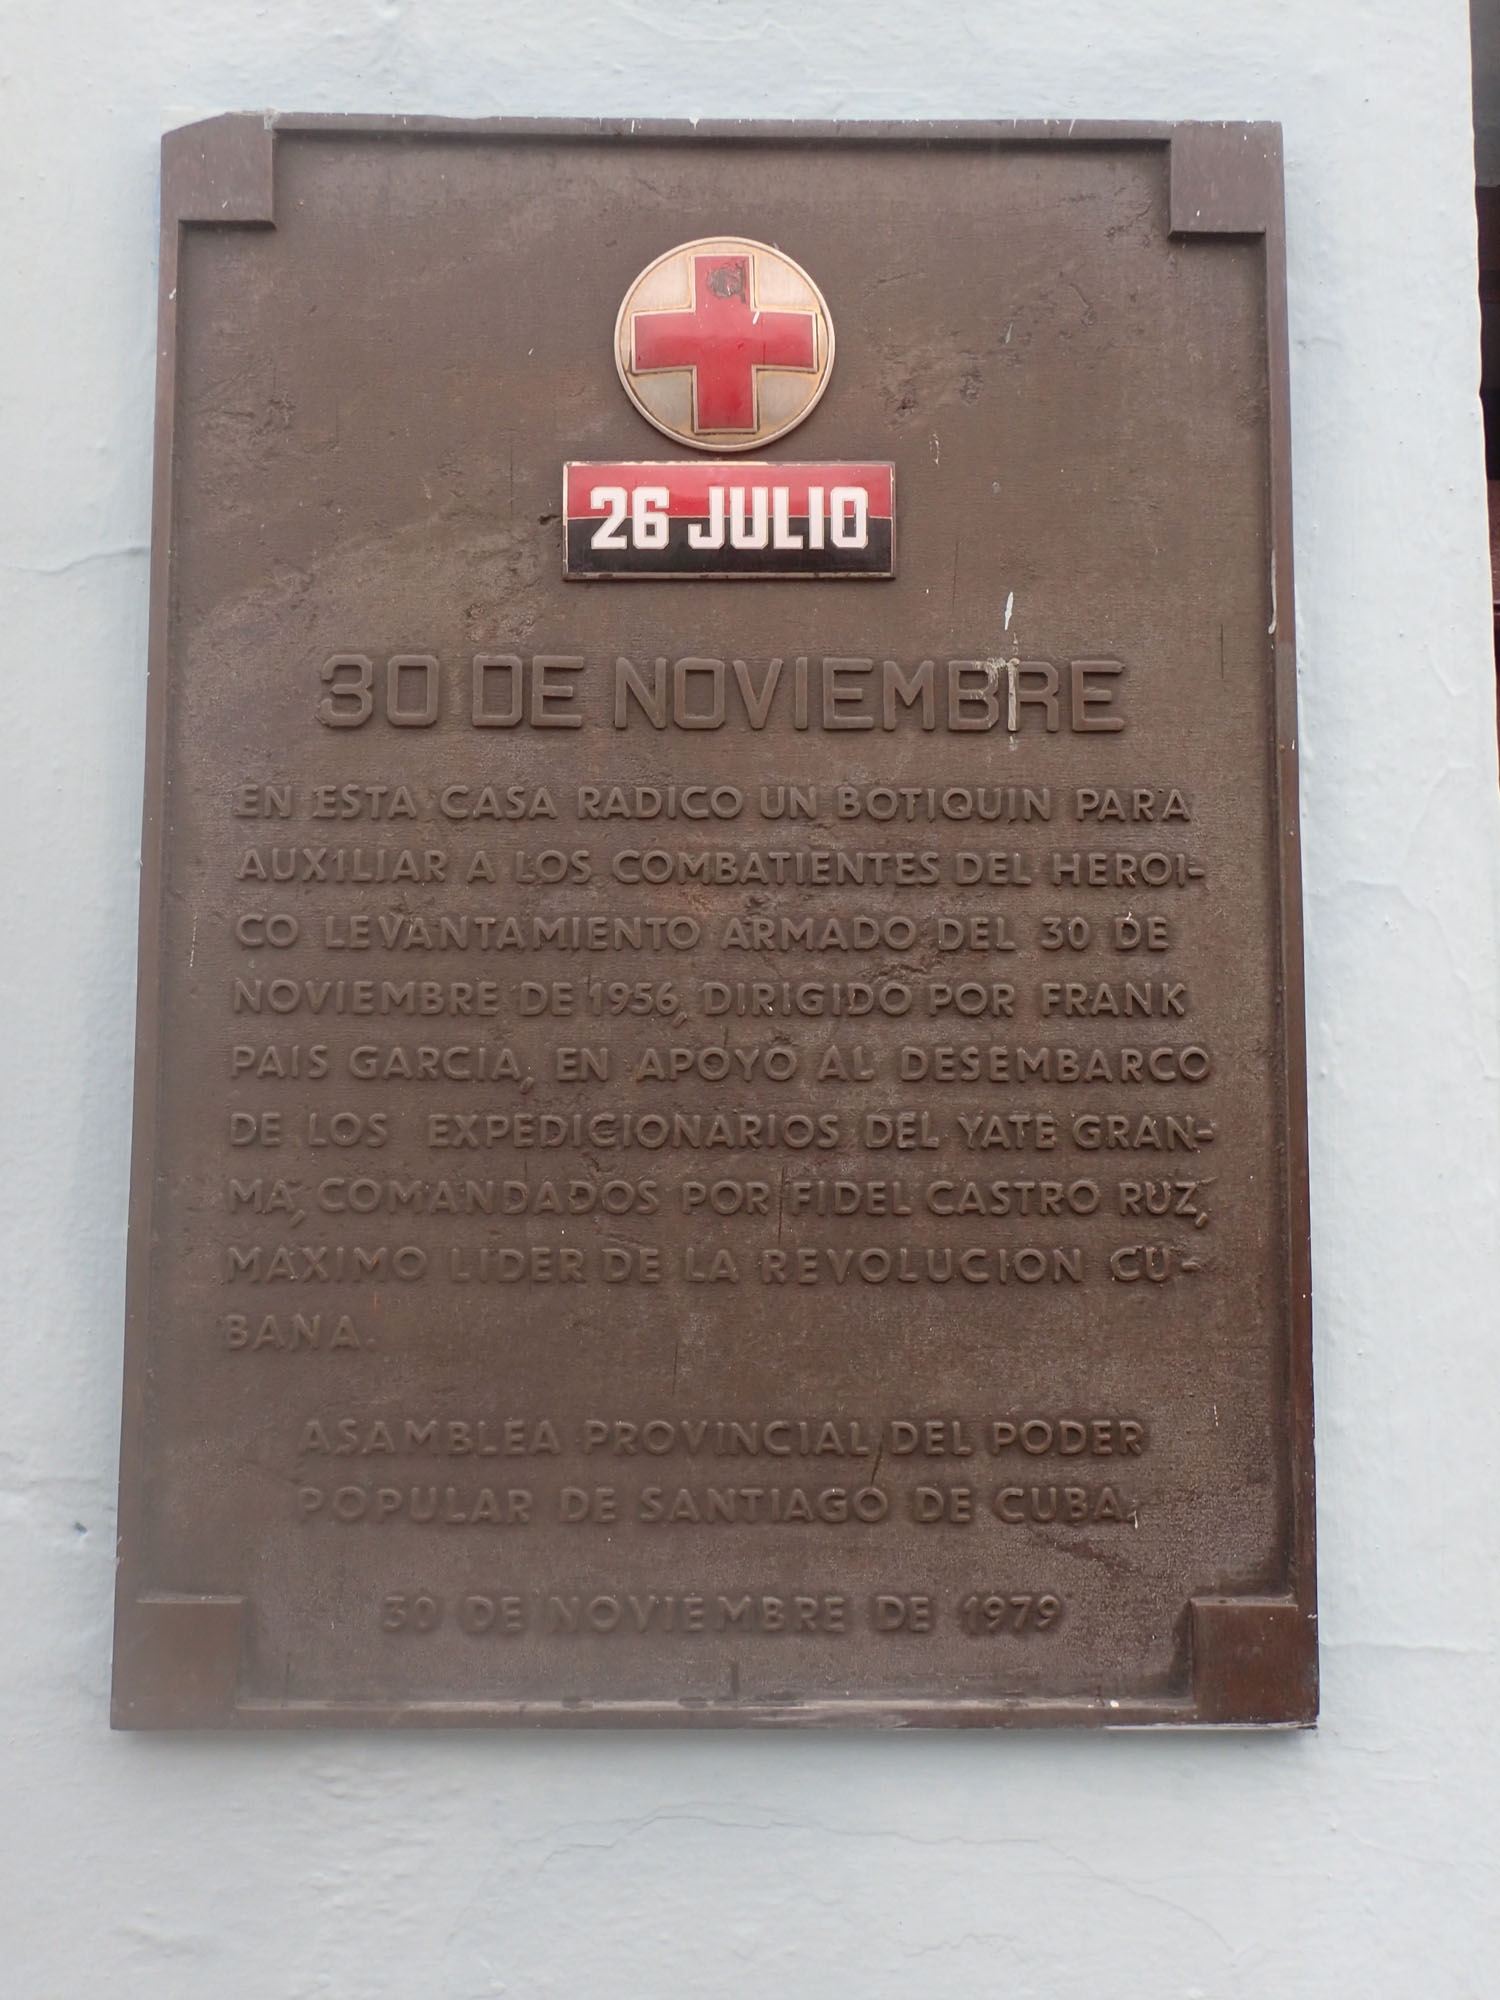 26 JULIO
30 DE NOVIEMBRE
EN ESTA CASA RADICO UN BOTIQUIN PARA
AUXILIAR A LOS COMBATIENTES DEL HEROI-
CO LEVANTAMIENTO ARMADO DEL 30 DE
NOVIEMBRE DE 1956, DIRIGIDO POR FRANK
PAIS GARCIA, EN APOYO AL DESEMBARCO
DE LOS EXPEDICIONARIOS DEL YATE GRAN-
MA, COMANDADOS POR FIDEL CASTRO RUZ,
MAXIMO LIDER DE LA REVOLUCION CU-
BANA.
ASAMBLEA PROVINCIAL DEL PODER
POPULAR DE SANTIAGO DE CUBA.
30 DE NOVIEMBRE DE 1979